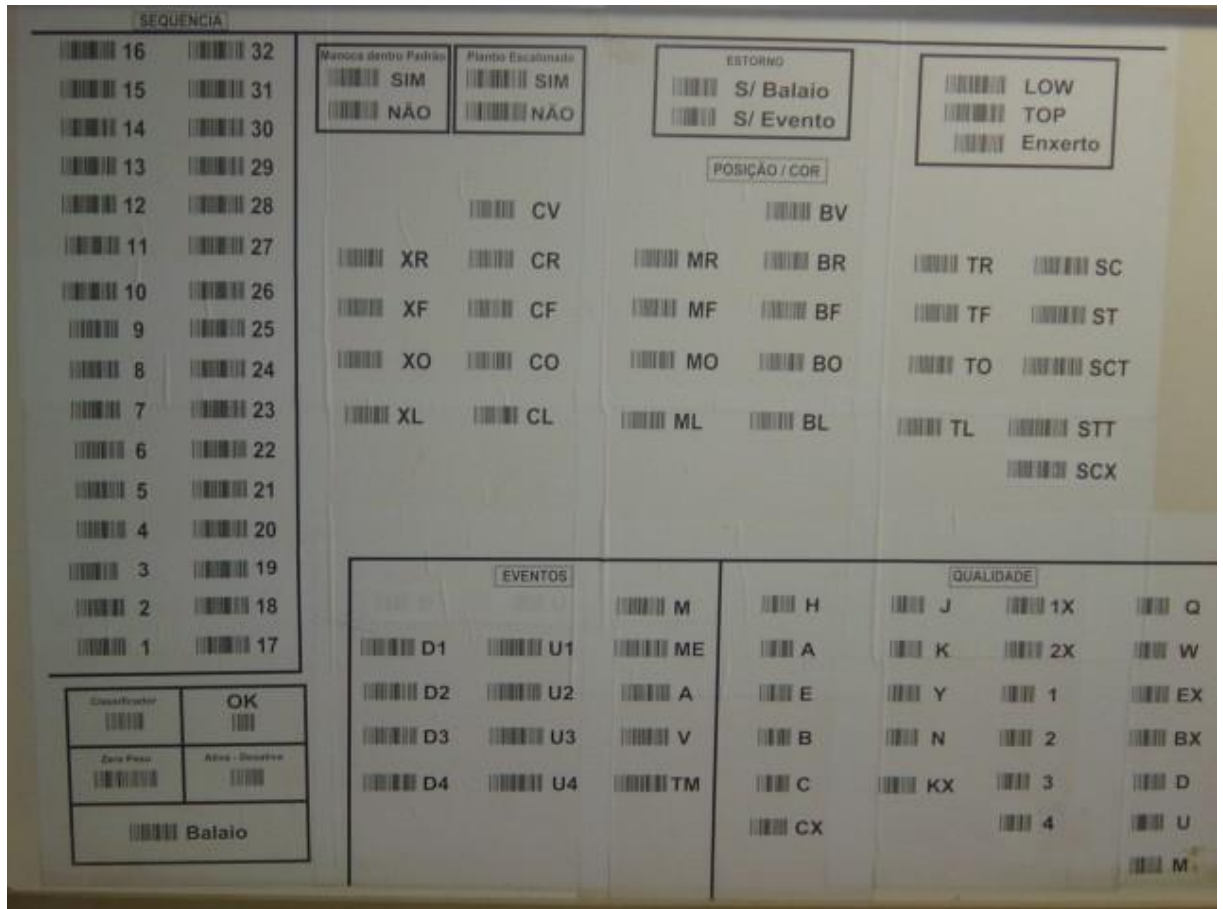 SEQUENCIA
16 32
15 31
14 30
13 29
12 28
11 27
10 26
9 25
8 24
7 23
6 22
5 21
4 20
3 19
2 18
1 17
Classificador OK
Zera Peso Ativa - Desativa
Balaio
Manoca dentro Padrão
SIM
NÃO
Plantio Escalonado
SIM
NÃO
ESTORNO
S/ Balaio
S/ Evento
LOW
TOP
Enxerto
POSIÇÃO / COR
CV BV
XR CR MR BR TR SC
XF CF MF BF TF ST
XO CO MO BO TO SCT
XL CL ML BL TL STT
SCX
EVENTOS
M
D1 U1 ME
D2 U2 A
D3 U3 V
D4 U4 TM
QUALIDADE
H J 1X Q
A K 2X W
E Y 1 EX
B N 2 BX
C KX 3 D
CX 4 U
M